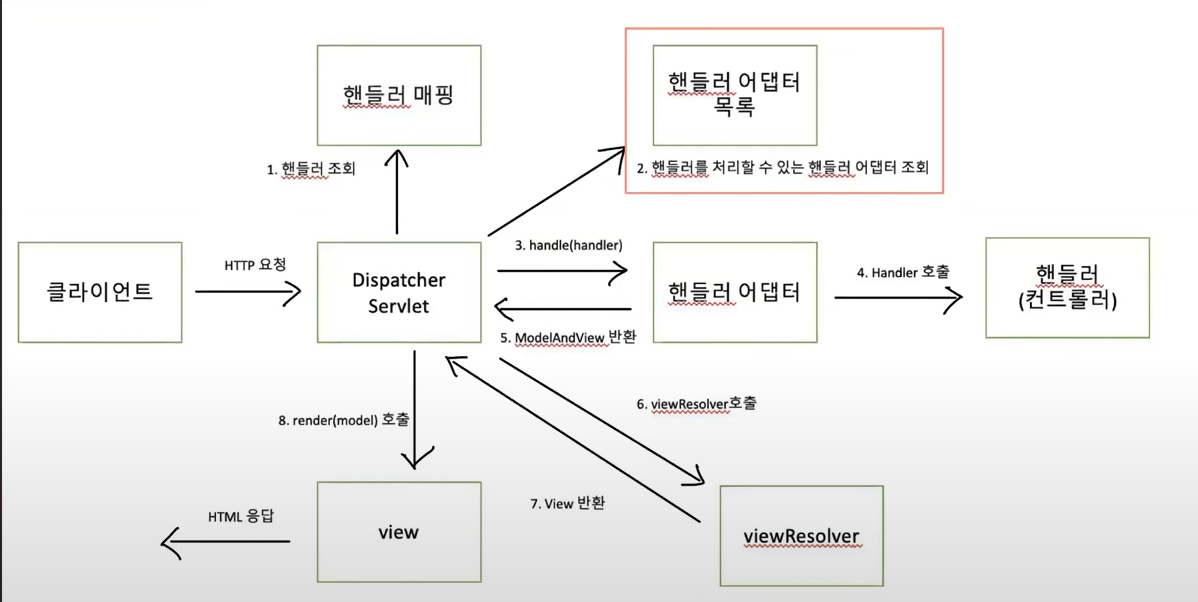 핸들러 매핑
핸들러 어댑터
목록
1. 핸들러 조회
2. 핸들러를 처리할 수 있는 핸들러 어댑터 조회
클라이언트
HTTP 요청
Dispatcher
Servlet
3. handle(handler)
핸들러 어댑터
4. Handler 호출
핸들러
(컨트롤러)
5. ModelAndView 반환
6. viewResolver호출
8. render(model) 호출
7. View 반환
HTML 응답
view
viewResolver